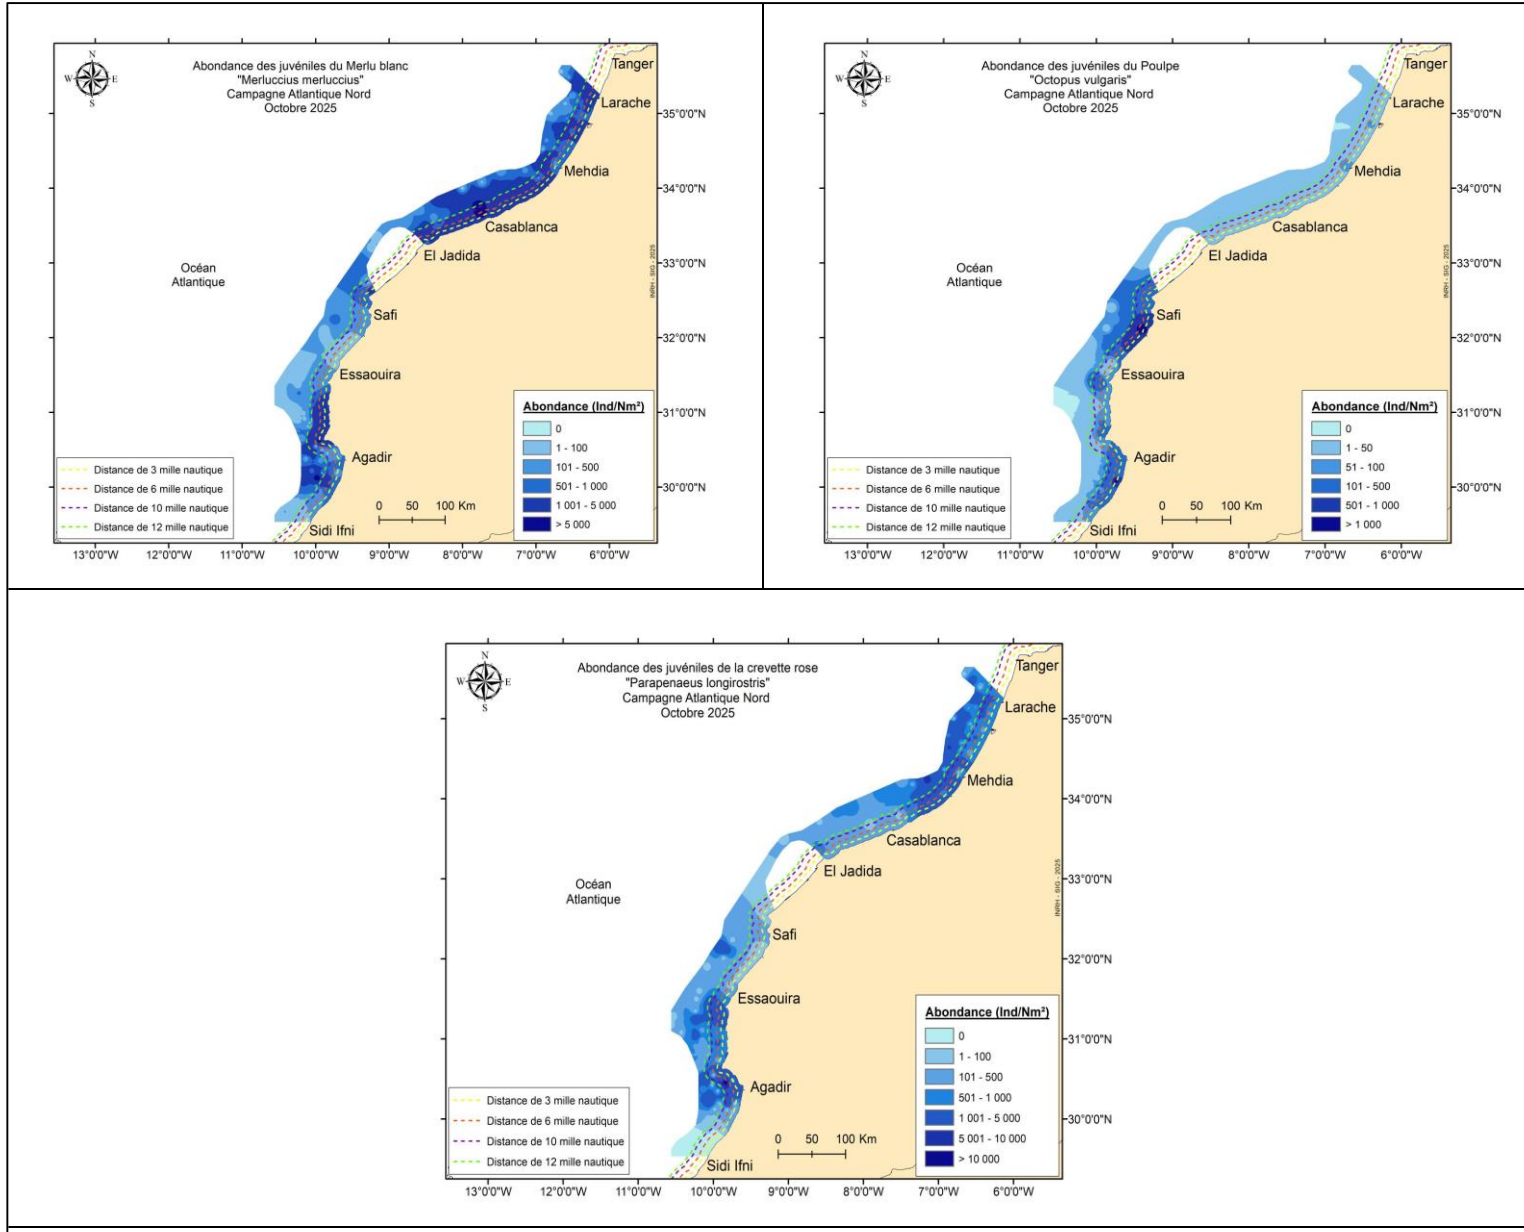 Abondance des juvéniles du Merlu blanc
"Merluccius merluccius"
Campagne Atlantique Nord
Octobre 2025
N
W
E
S
Tanger
Larache
Mehdia
Casablanca
El Jadida
Safi
Essaouira
Agadir
Sidi Ifni
Océan
Atlantique
INRH - SIG - 2025
35°0'0"N
34°0'0"N
33°0'0"N
32°0'0"N
31°0'0"N
30°0'0"N
Abondance (Ind/Nm²)
0
1 - 100
101 - 500
501 - 1 000
1 001 - 5 000
> 5 000
Distance de 3 mille nautique
Distance de 6 mille nautique
Distance de 10 mille nautique
Distance de 12 mille nautique
0 50 100 Km
13°0'0"W 12°0'0"W 11°0'0"W 10°0'0"W 9°0'0"W 8°0'0"W 7°0'0"W 6°0'0"W
Abondance des juvéniles du Poulpe
"Octopus vulgaris"
Campagne Atlantique Nord
Octobre 2025
N
W
E
S
Tanger
Larache
Mehdia
Casablanca
El Jadida
Safi
Essaouira
Agadir
Sidi Ifni
Océan
Atlantique
INRH - SIG - 2025
35°0'0"N
34°0'0"N
33°0'0"N
32°0'0"N
31°0'0"N
30°0'0"N
Abondance (Ind/Nm²)
0
1 - 50
51 - 100
101 - 500
501 - 1 000
> 1 000
Distance de 3 mille nautique
Distance de 6 mille nautique
Distance de 10 mille nautique
Distance de 12 mille nautique
0 50 100 Km
13°0'0"W 12°0'0"W 11°0'0"W 10°0'0"W 9°0'0"W 8°0'0"W 7°0'0"W 6°0'0"W
Abondance des juvéniles de la crevette rose
"Parapenaeus longirostris"
Campagne Atlantique Nord
Octobre 2025
N
W
E
S
Tanger
Larache
Mehdia
Casablanca
El Jadida
Safi
Essaouira
Agadir
Sidi Ifni
Océan
Atlantique
INRH - SIG - 2025
35°0'0"N
34°0'0"N
33°0'0"N
32°0'0"N
31°0'0"N
30°0'0"N
Abondance (Ind/Nm²)
0
1 - 100
101 - 500
501 - 1 000
1 001 - 5 000
5 001 - 10 000
> 10 000
Distance de 3 mille nautique
Distance de 6 mille nautique
Distance de 10 mille nautique
Distance de 12 mille nautique
0 50 100 Km
13°0'0"W 12°0'0"W 11°0'0"W 10°0'0"W 9°0'0"W 8°0'0"W 7°0'0"W 6°0'0"W